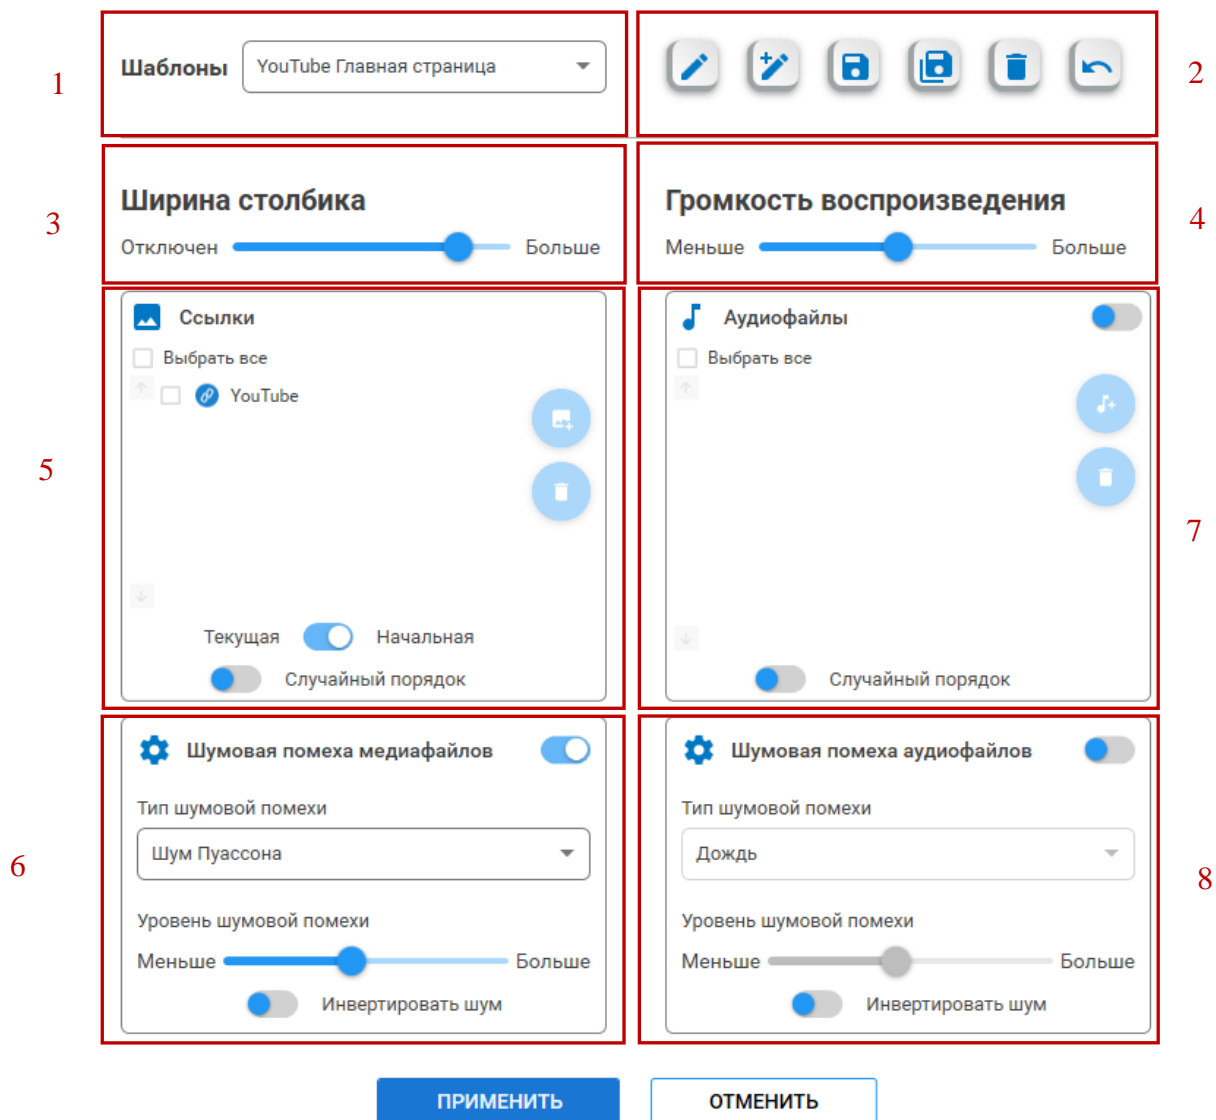 1
Шаблоны
YouTube Главная страница
2
3
Ширина столбика
Отключен
Больше
Громкость воспроизведения
Меньше
Больше
4
5
Ссылки
Выбрать все
YouTube
Текущая
Начальная
Случайный порядок
Аудиофайлы
Выбрать все
Случайный порядок
7
6
Шумовая помеха медиафайлов
Тип шумовой помехи
Шум Пуассона
Уровень шумовой помехи
Меньше
Больше
Инвертировать шум
Шумовая помеха аудиофайлов
Тип шумовой помехи
Дождь
Уровень шумовой помехи
Меньше
Больше
Инвертировать шум
8
ПРИМЕНИТЬ
ОТМЕНИТЬ